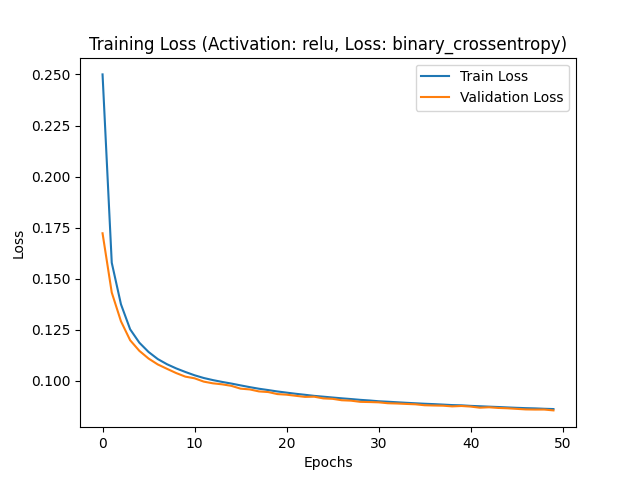 Training Loss (Activation: relu, Loss: binary_crossentropy)
Train Loss
Validation Loss
0.250
0.225
0.200
0.175
0.150
0.125
0.100
Loss
0 10 20 30 40 50
Epochs